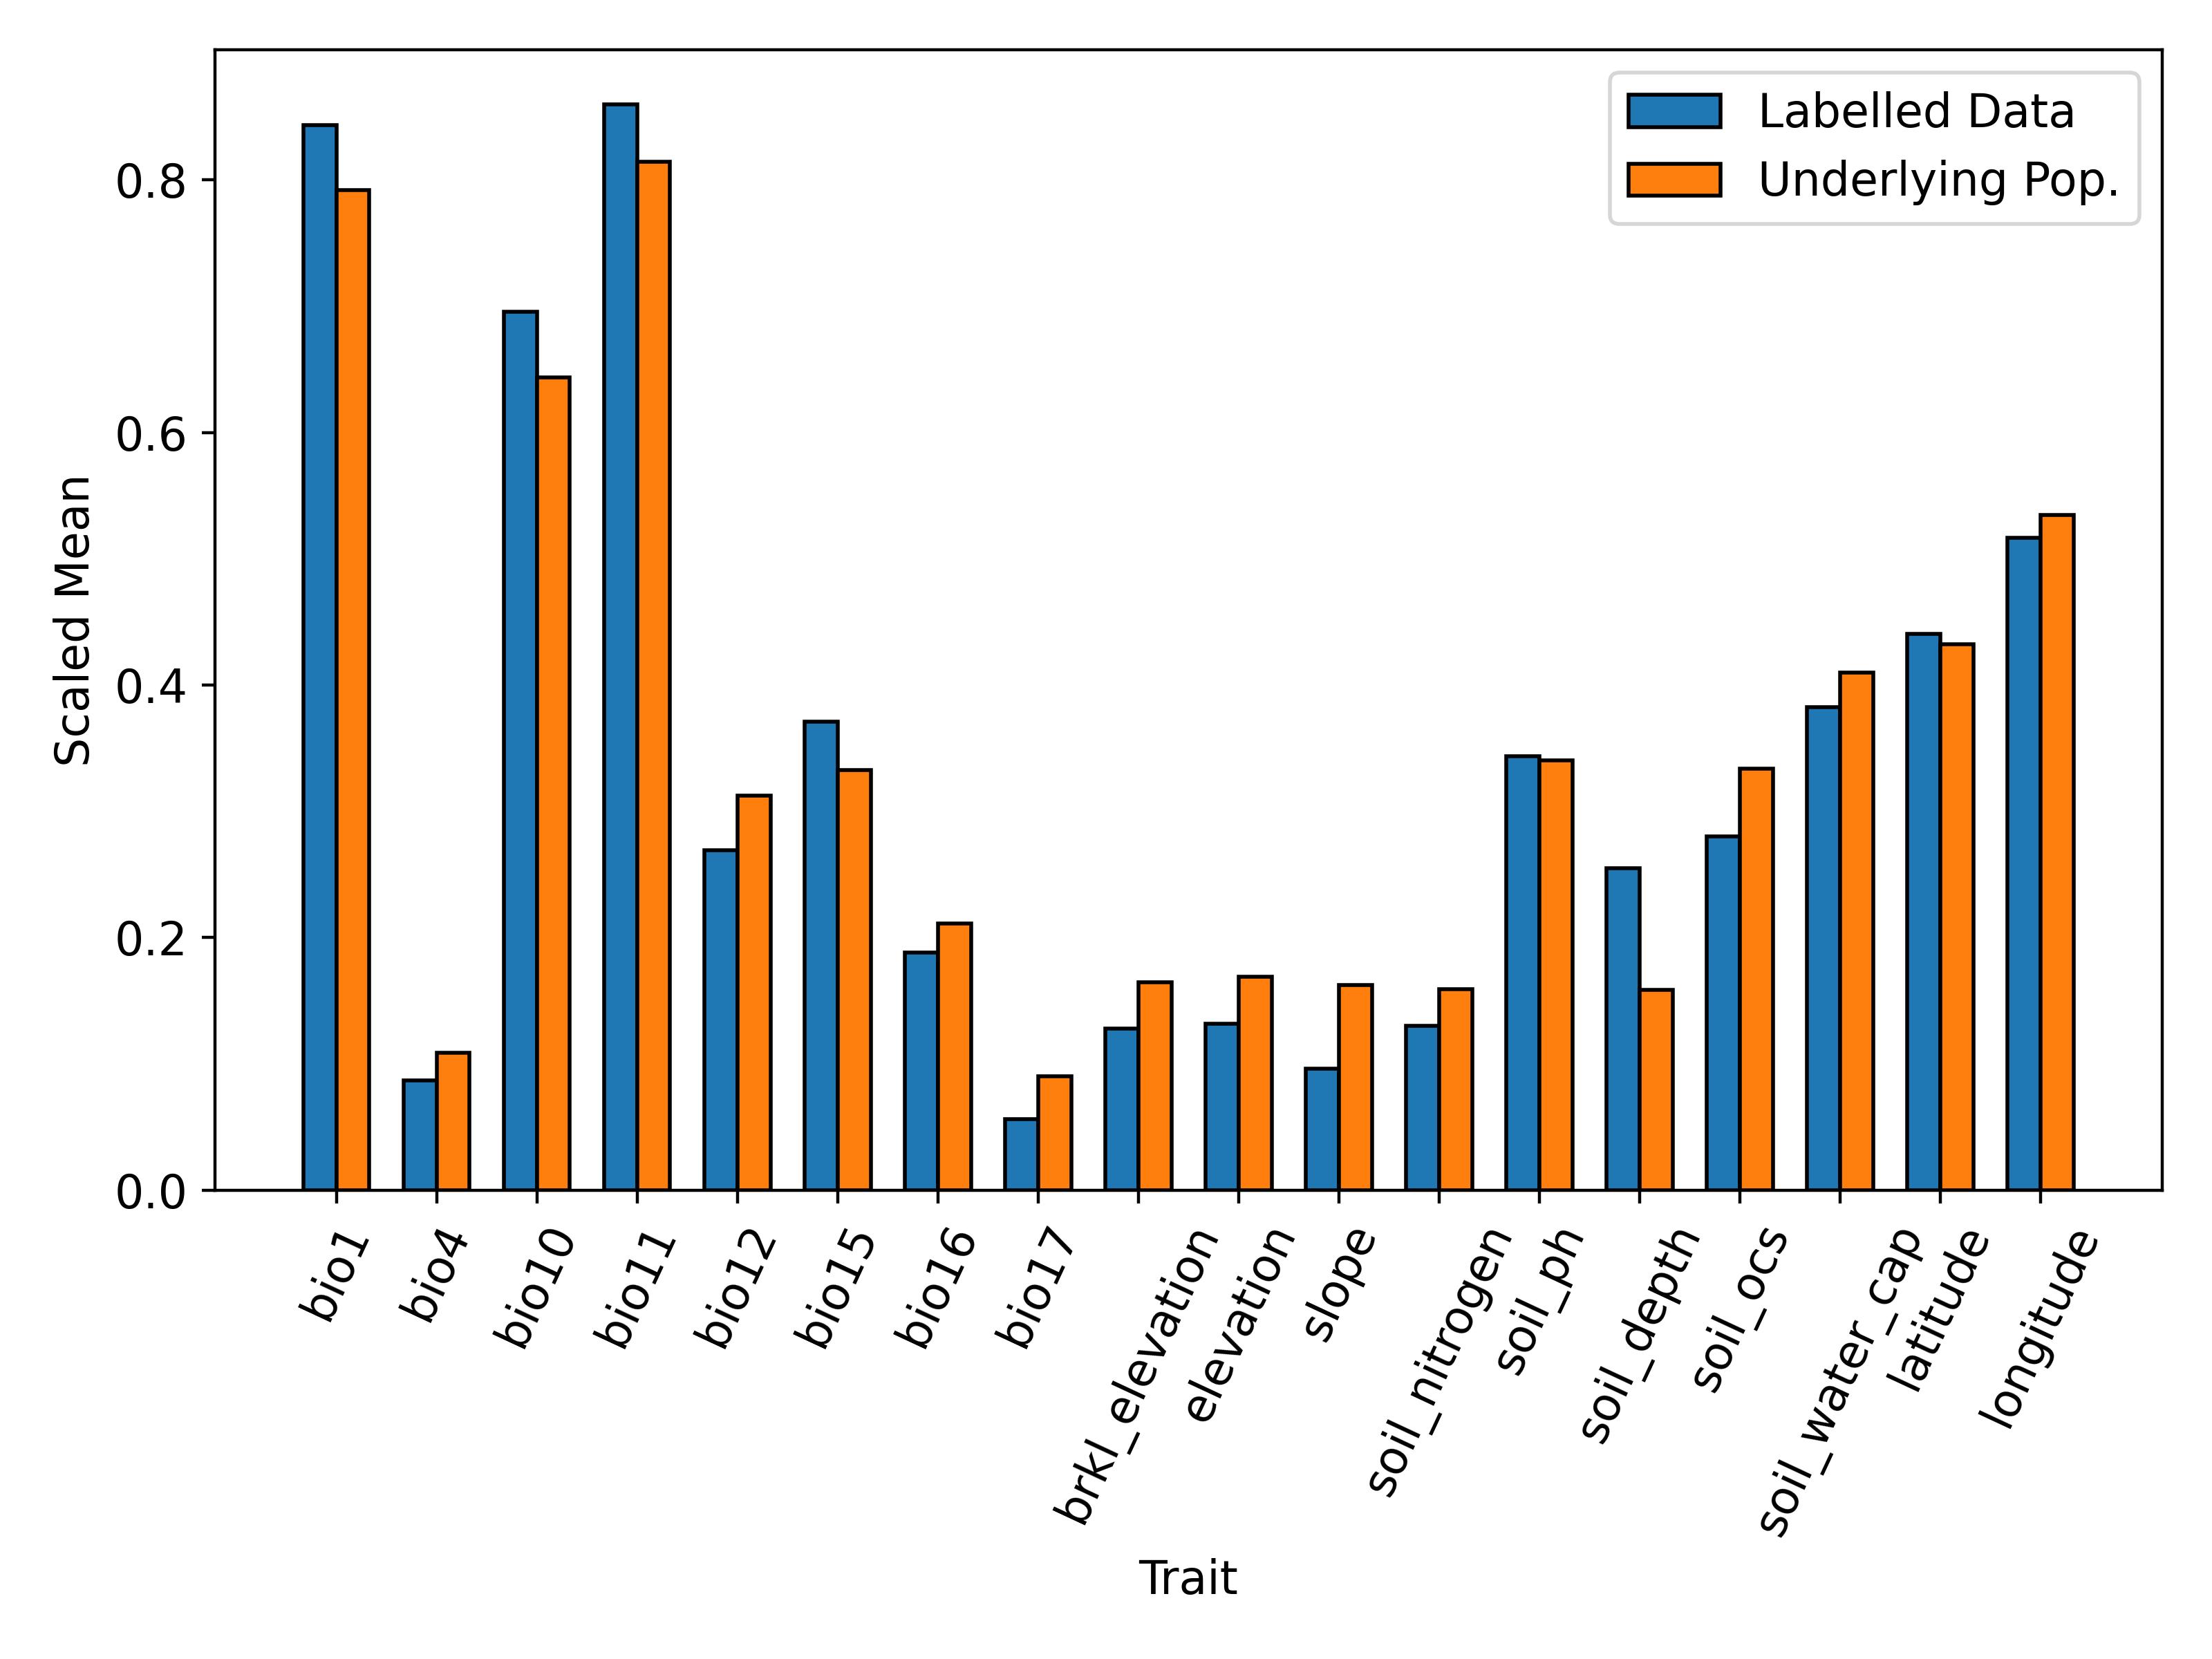 Labelled Data
Underlying Pop.
Scaled Mean
0.8
0.6
0.4
0.2
0.0
bio1
bio4
bio10
bio11
bio12
bio15
bio16
bio17
brkl_elevation
elevation
slope
soil_nitrogen
soil_ph
soil_depth
soil_ocs
soil_water_cap
latitude
longitude
Trait